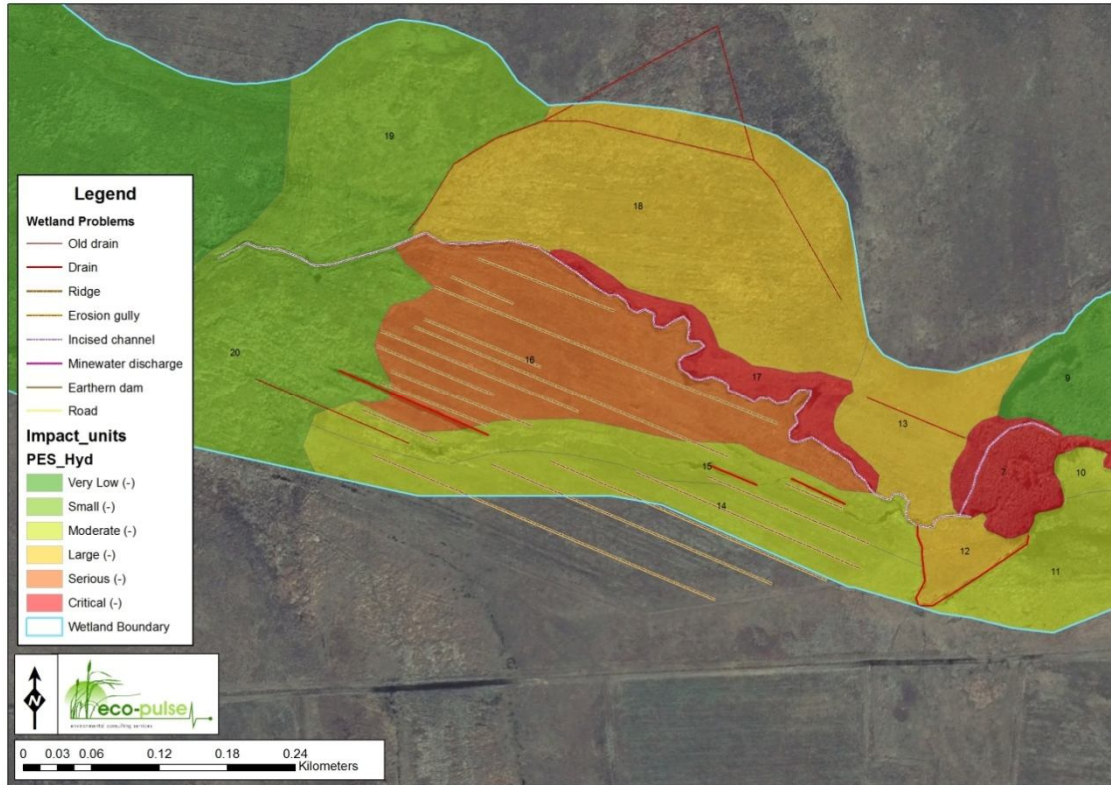 Legend
Wetland Problems
Old drain
Drain
Ridge
Erosion gully
Incised channel
Minewater discharge
Earthern dam
Road
Impact_units
PES_Hyd
Very Low (-)
Small (-)
Moderate (-)
Large (-)
Serious (-)
Critical (-)
Wetland Boundary
19
18
20
16
17
9
13
7
10
15
14
12
11
N
eco-pulse
environmental consulting services
0 0.03 0.06 0.12 0.18 0.24
Kilometers